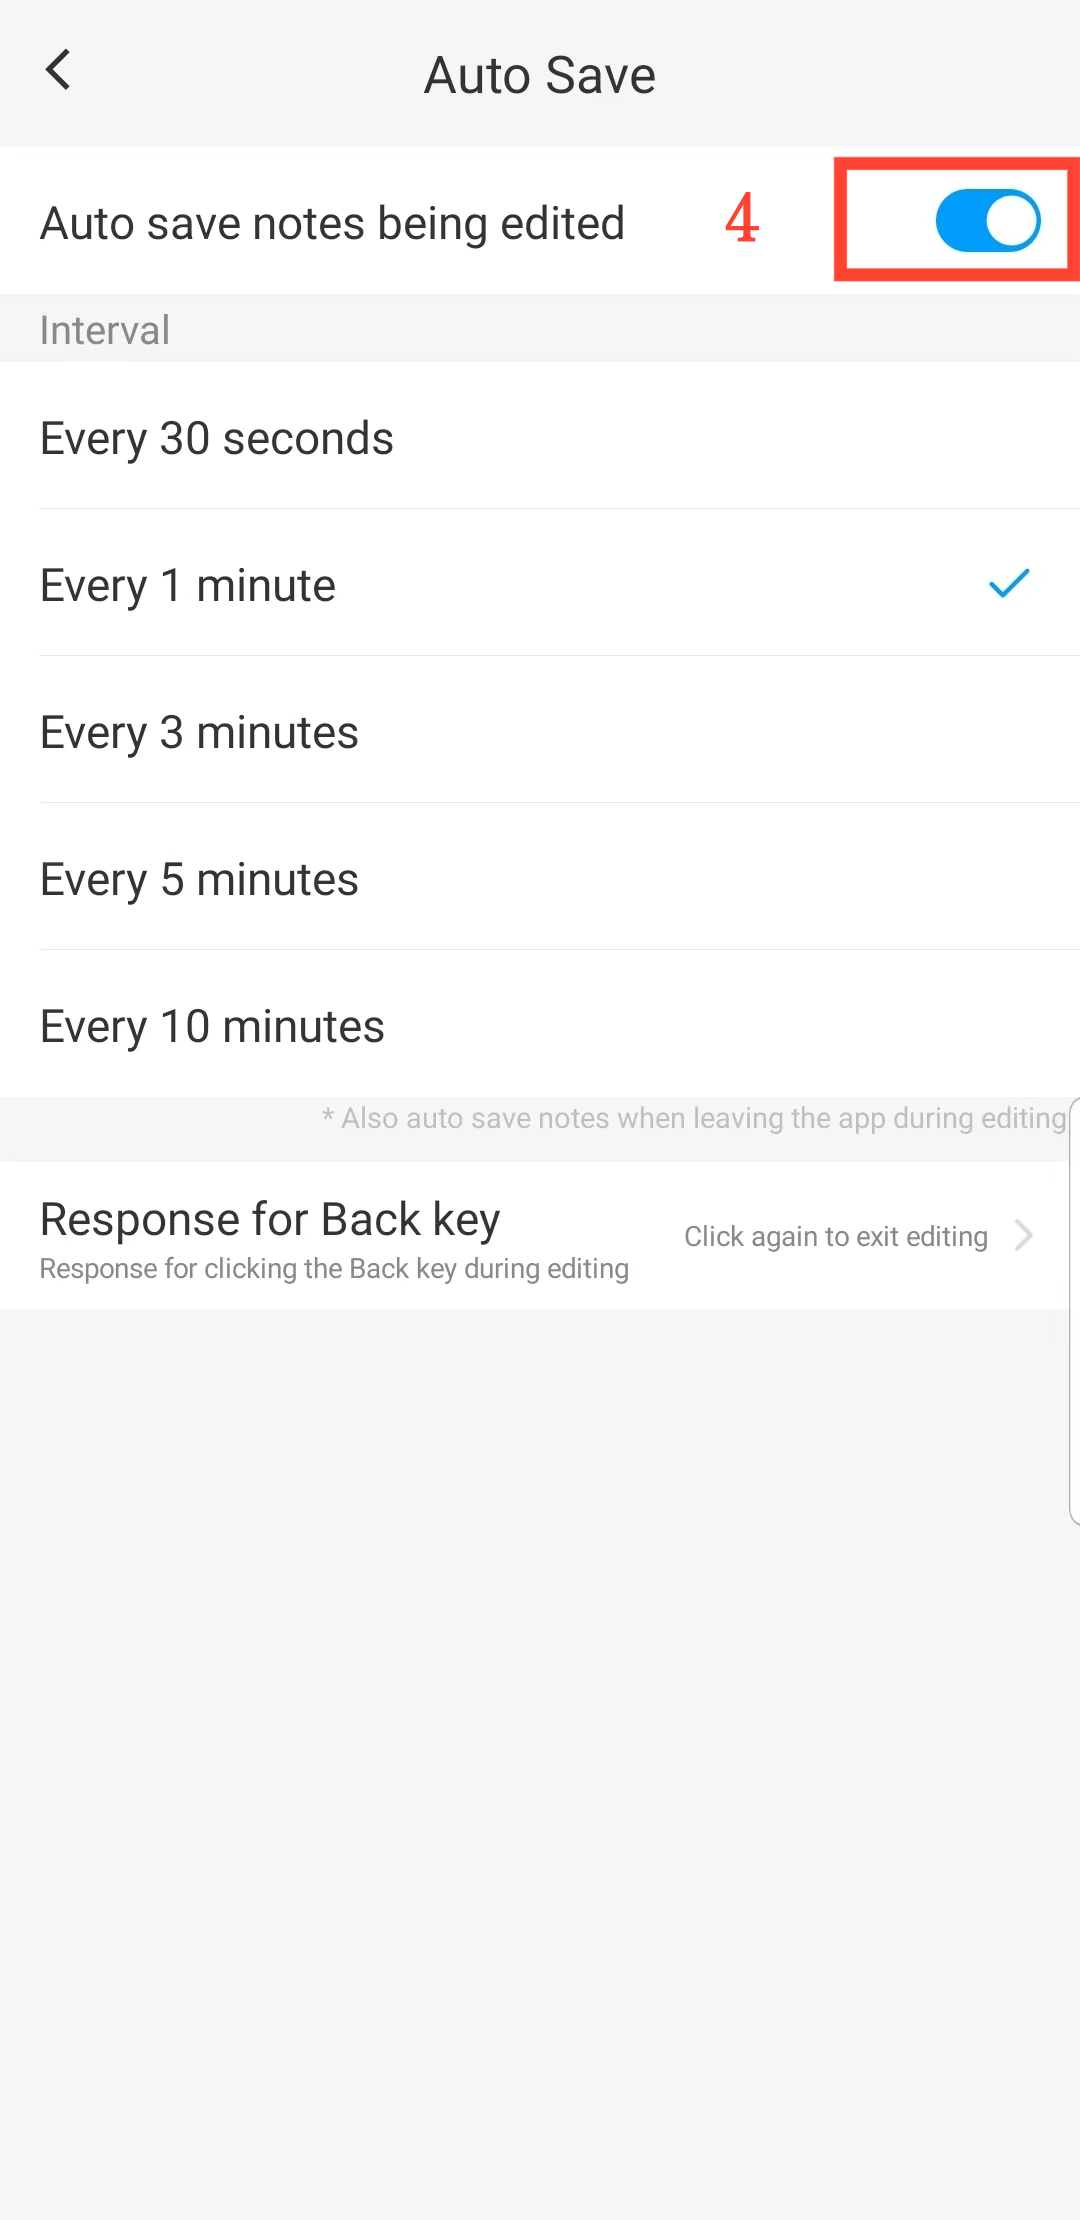 Auto Save
Auto save notes being edited 4
Interval
Every 30 seconds
Every 1 minute
Every 3 minutes
Every 5 minutes
Every 10 minutes
* Also auto save notes when leaving the app during editing
Response for Back key
Click again to exit editing
Response for clicking the Back key during editing